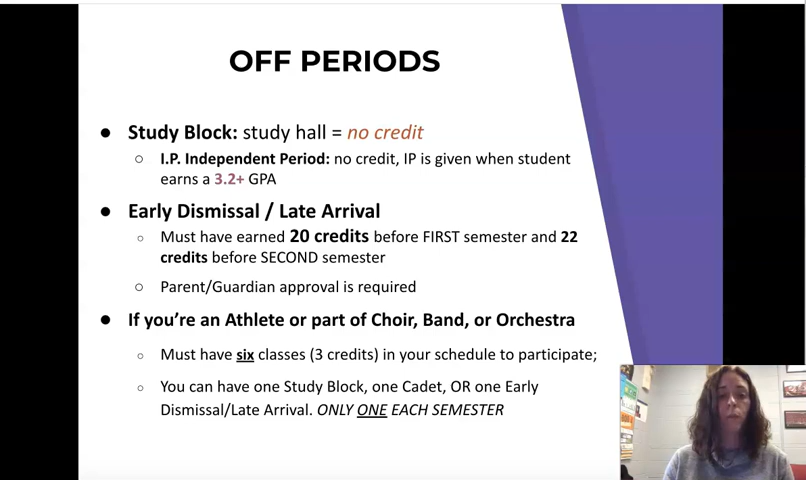 OFF PERIODS
● Study Block: study hall = no credit
○ I.P. Independent Period: no credit, IP is given when student
earns a 3.2+ GPA
● Early Dismissal / Late Arrival
○ Must have earned 20 credits before FIRST semester and 22
credits before SECOND semester
○ Parent/Guardian approval is required
● If you’re an Athlete or part of Choir, Band, or Orchestra
○ Must have six classes (3 credits) in your schedule to participate;
○ You can have one Study Block, one Cadet, OR one Early
Dismissal/Late Arrival. ONLY ONE EACH SEMESTER